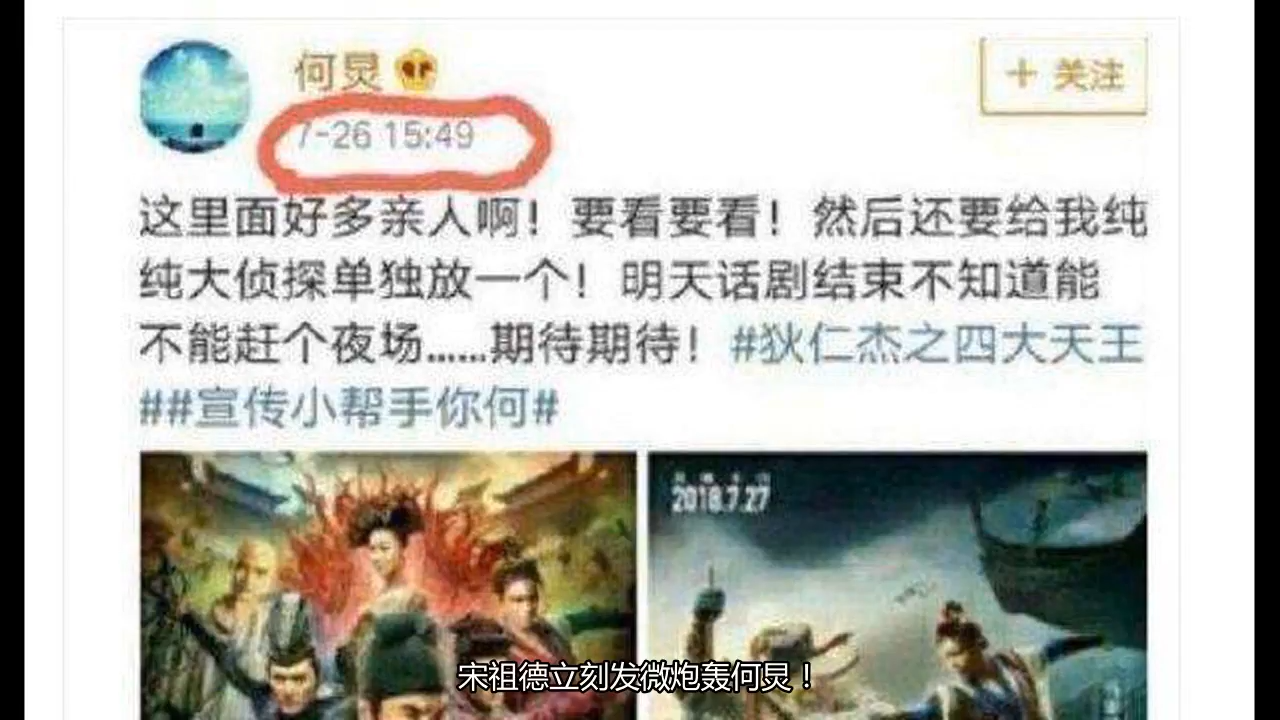 何炅
+ 关注
7-26 15:49
这里面好多亲人啊！要看要看！然后还要给我纯
纯大侦探单独放一个！明天话剧结束不知道能
不能赶个夜场……期待期待！#狄仁杰之四大天王
##宣传小帮手你何#
2018.7.27
宋祖德立刻发微炮轰何炅！